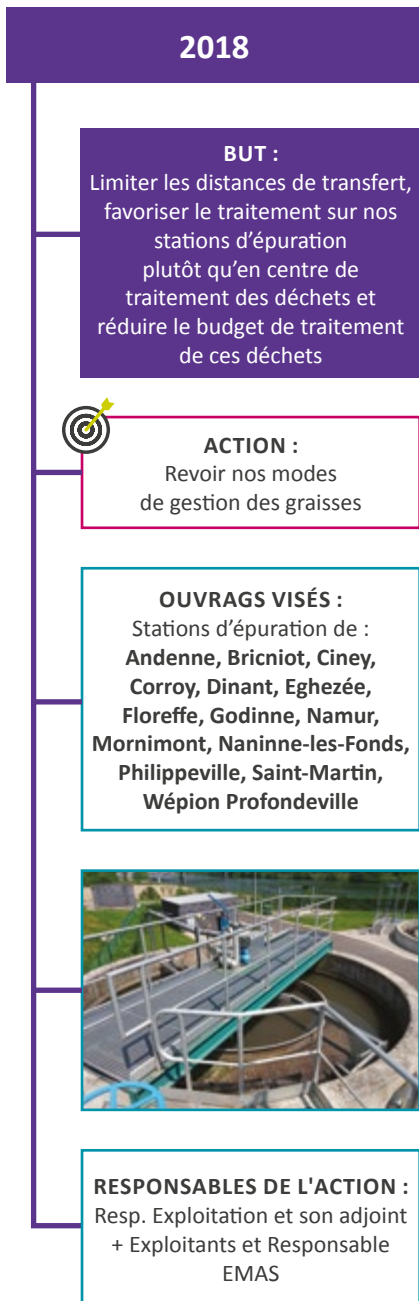 2018
BUT :
Limiter les distances de transfert,
favoriser le traitement sur nos
stations d’épuration
plutôt qu’en centre de
traitement des déchets et
réduire le budget de traitement
de ces déchets
ACTION :
Revoir nos modes
de gestion des graisses
OUVRAGS VISÉS :
Stations d’épuration de :
Andenne, Bricniot, Ciney,
Corroy, Dinant, Eghezée,
Floreffe, Godinne, Namur,
Mornimont, Naninne-les-Fonds,
Philippeville, Saint-Martin,
Wépion Profondeville
RESPONSABLES DE L'ACTION :
Resp. Exploitation et son adjoint
+ Exploitants et Responsable
EMAS